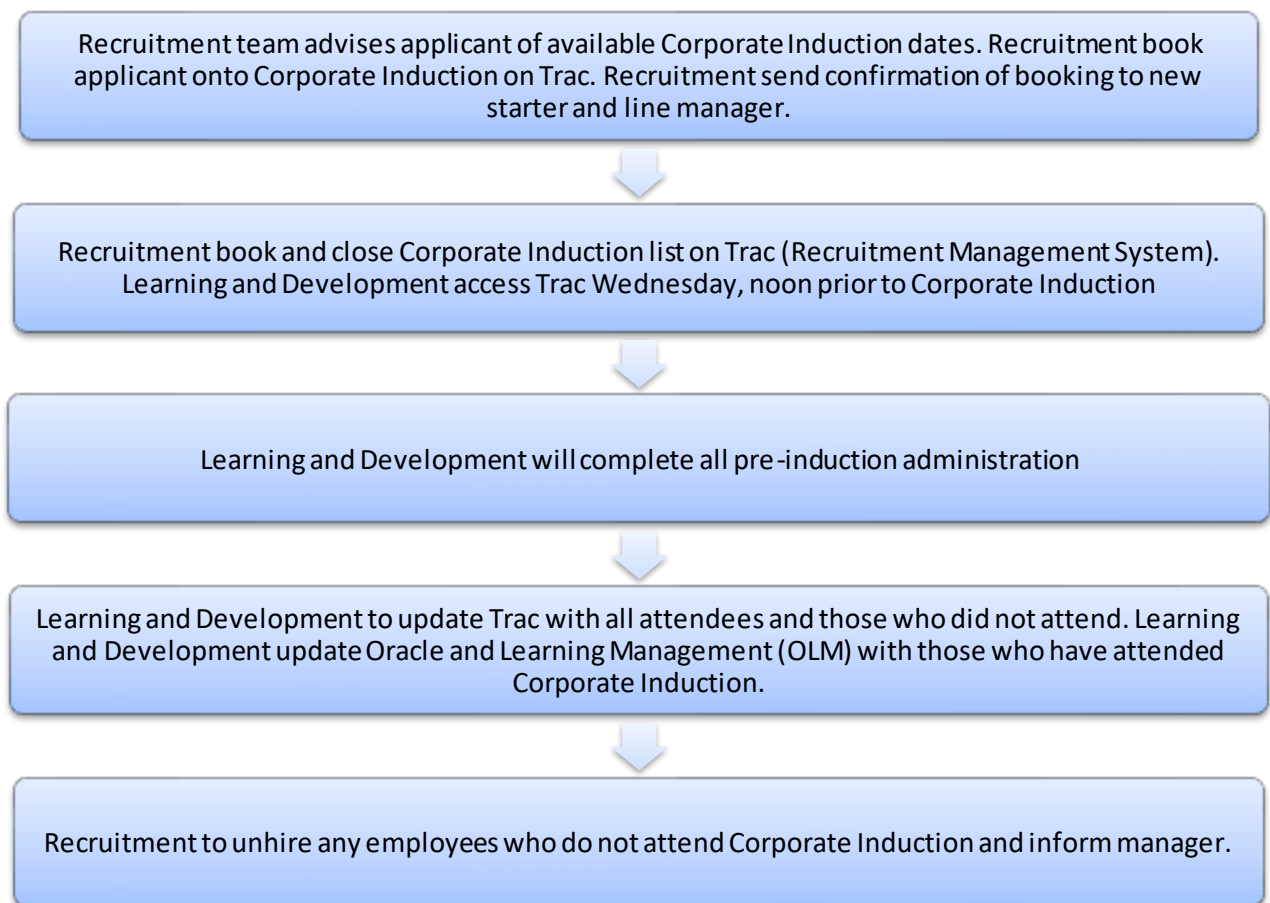 Recruitment team advises applicant of available Corporate Induction dates. Recruitment book
applicant onto Corporate Induction on Trac. Recruitment send confirmation of booking to new
starter and line manager.
Recruitment book and close Corporate Induction list on Trac (Recruitment Management System).
Learning and Development access Trac Wednesday, noon prior to Corporate Induction
Learning and Development will complete all pre-induction administration
Learning and Development to update Trac with all attendees and those who did not attend. Learning
and Development update Oracle and Learning Management (OLM) with those who have attended
Corporate Induction.
Recruitment to unhire any employees who do not attend Corporate Induction and inform manager.